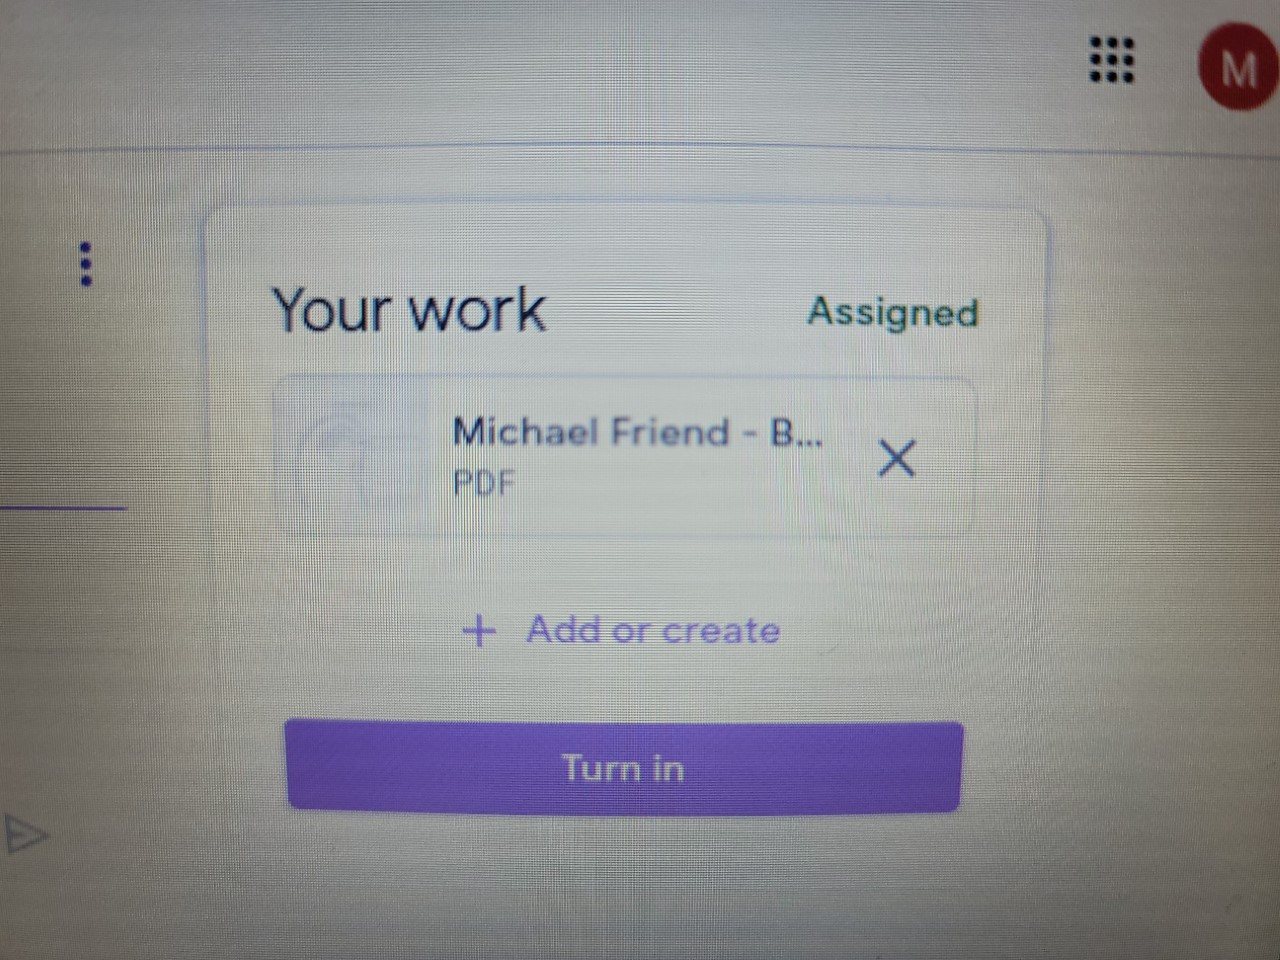 M
Your work
Assigned
Michael Friend - B...
PDF
+ Add or create
Turn in